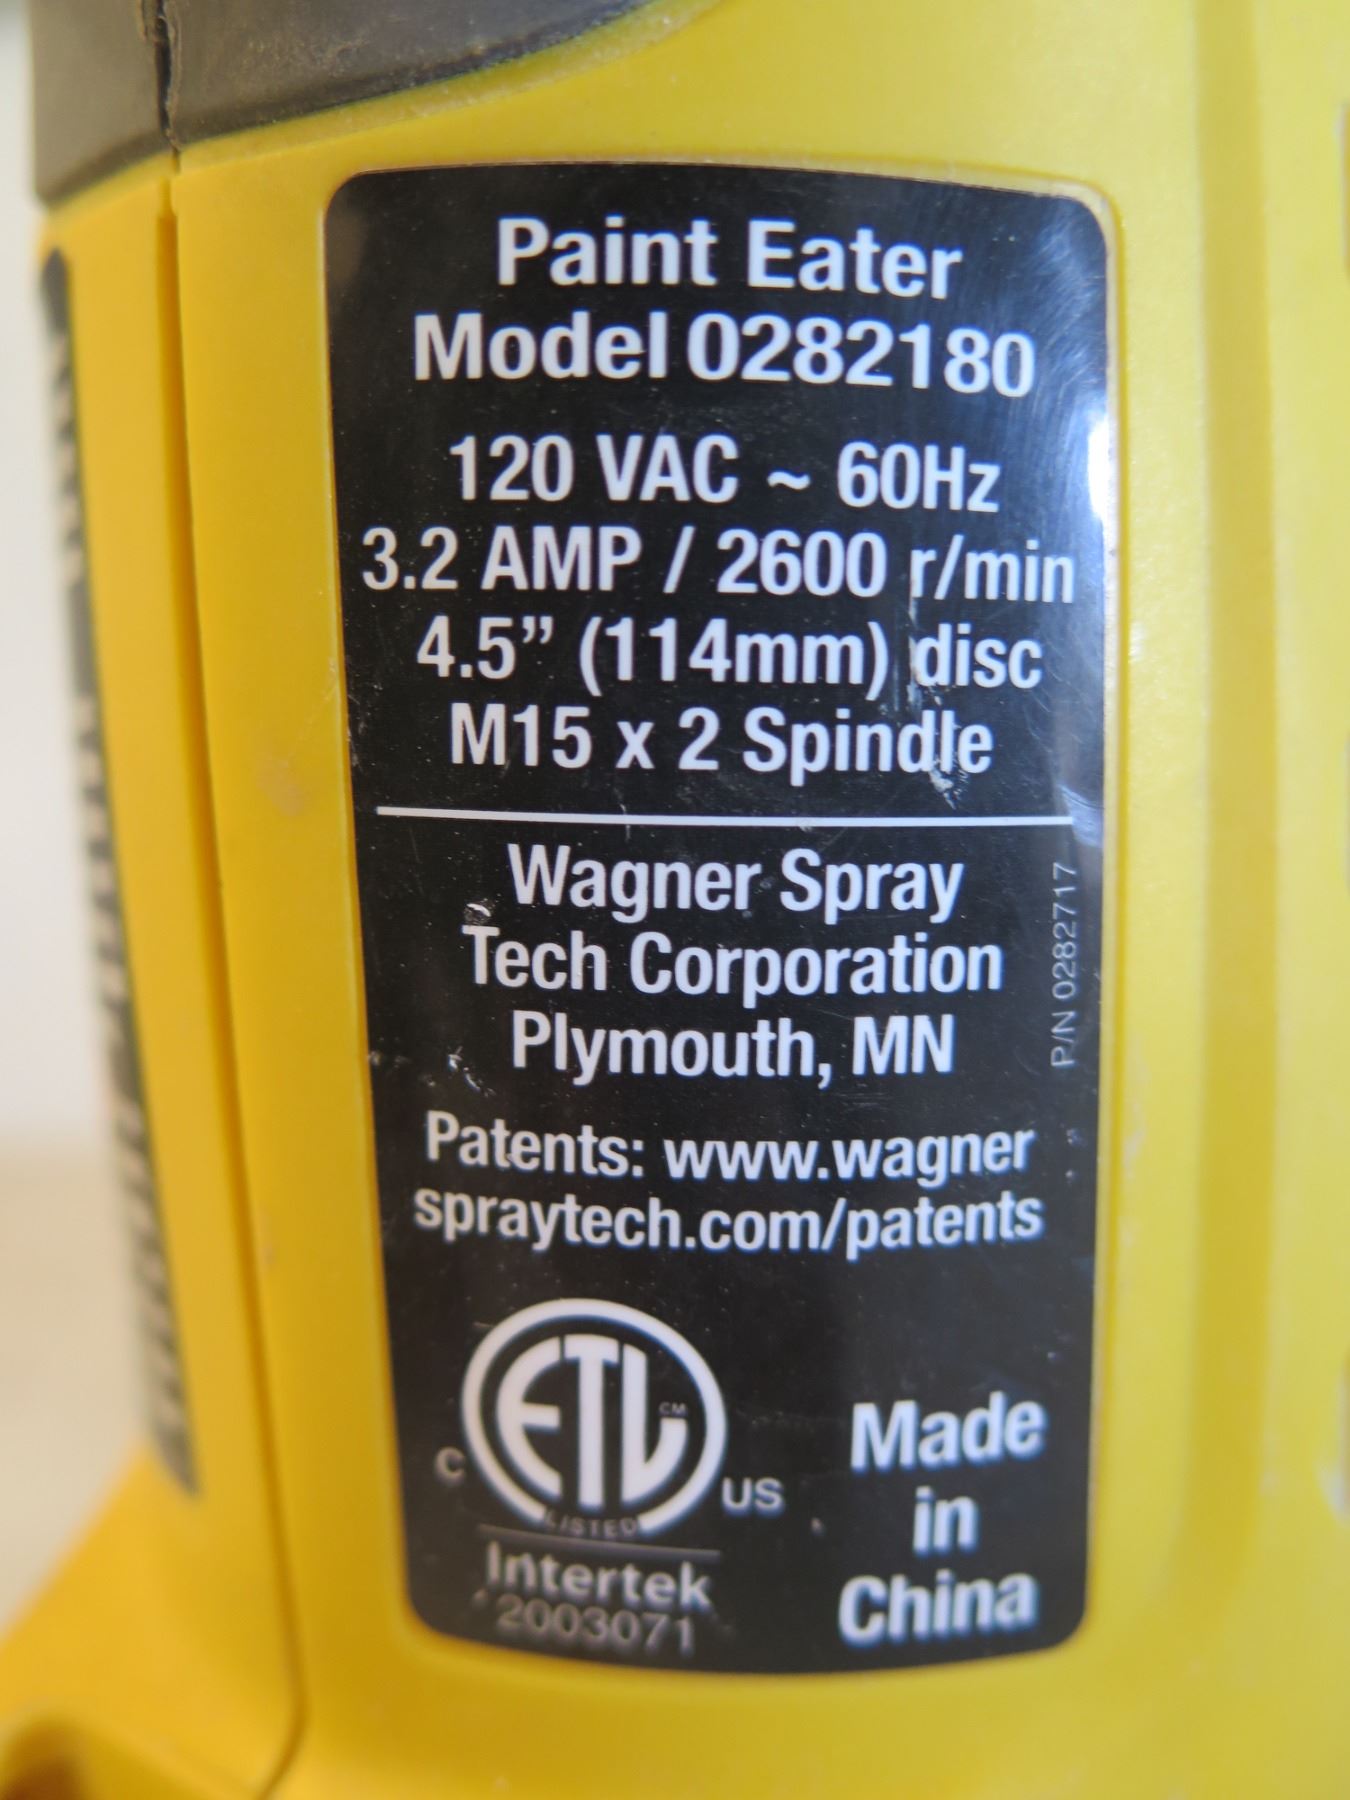 Paint Eater
Model 0282180
120 VAC ~ 60Hz
3.2 AMP / 2600 r/min
4.5” (114mm) disc
M15 x 2 Spindle
Wagner Spray
Tech Corporation
Plymouth, MN
P/N 0282717
Patents: www.wagner
spraytech.com/patents
ETL CM
C US
LISTED
Intertek
2003071
Made
in
China